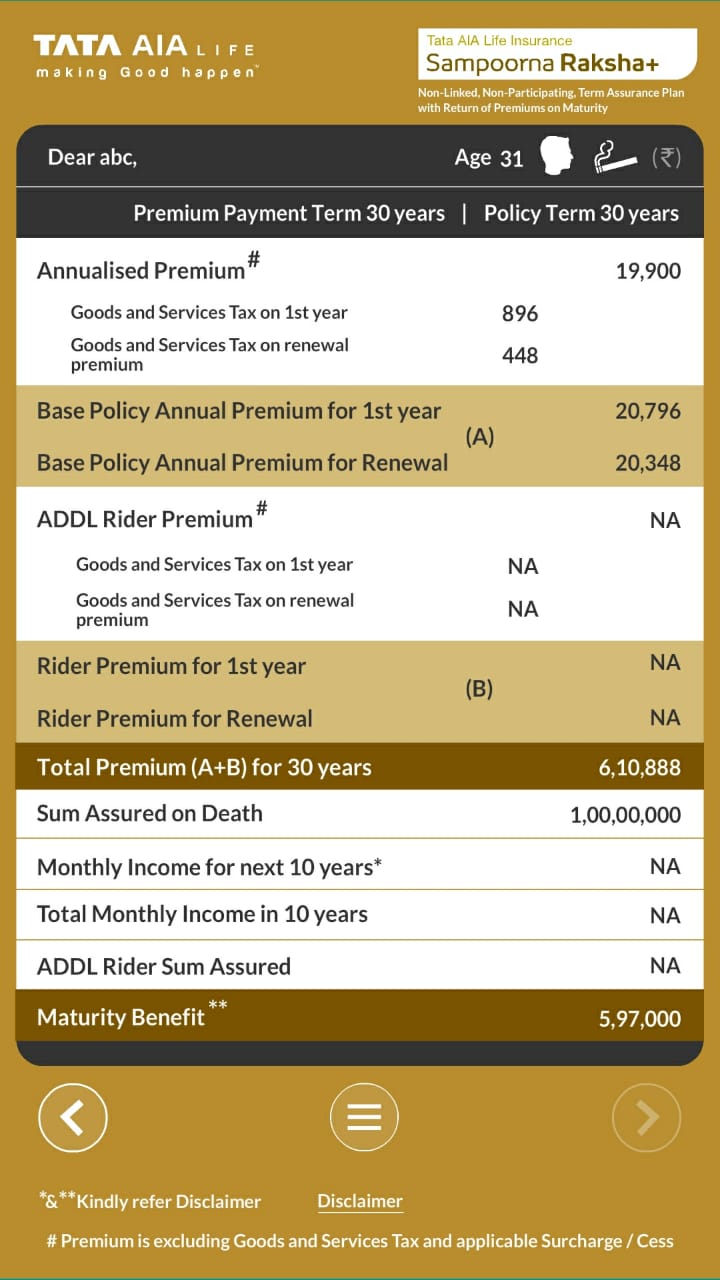 TATA AIA LIFE
making Good happen™
Tata AIA Life Insurance
Sampoorna Raksha+
Non-Linked, Non-Participating, Term Assurance Plan
with Return of Premiums on Maturity
Dear abc, Age 31 (₹)
Premium Payment Term 30 years | Policy Term 30 years
Annualised Premium# 19,900
Goods and Services Tax on 1st year 896
Goods and Services Tax on renewal
premium 448
Base Policy Annual Premium for 1st year 20,796
(A)
Base Policy Annual Premium for Renewal 20,348
ADDL Rider Premium# NA
Goods and Services Tax on 1st year NA
Goods and Services Tax on renewal
premium NA
Rider Premium for 1st year NA
(B)
Rider Premium for Renewal NA
Total Premium (A+B) for 30 years 6,10,888
Sum Assured on Death 1,00,00,000
Monthly Income for next 10 years* NA
Total Monthly Income in 10 years NA
ADDL Rider Sum Assured NA
Maturity Benefit** 5,97,000
*&**Kindly refer Disclaimer Disclaimer
# Premium is excluding Goods and Services Tax and applicable Surcharge / Cess